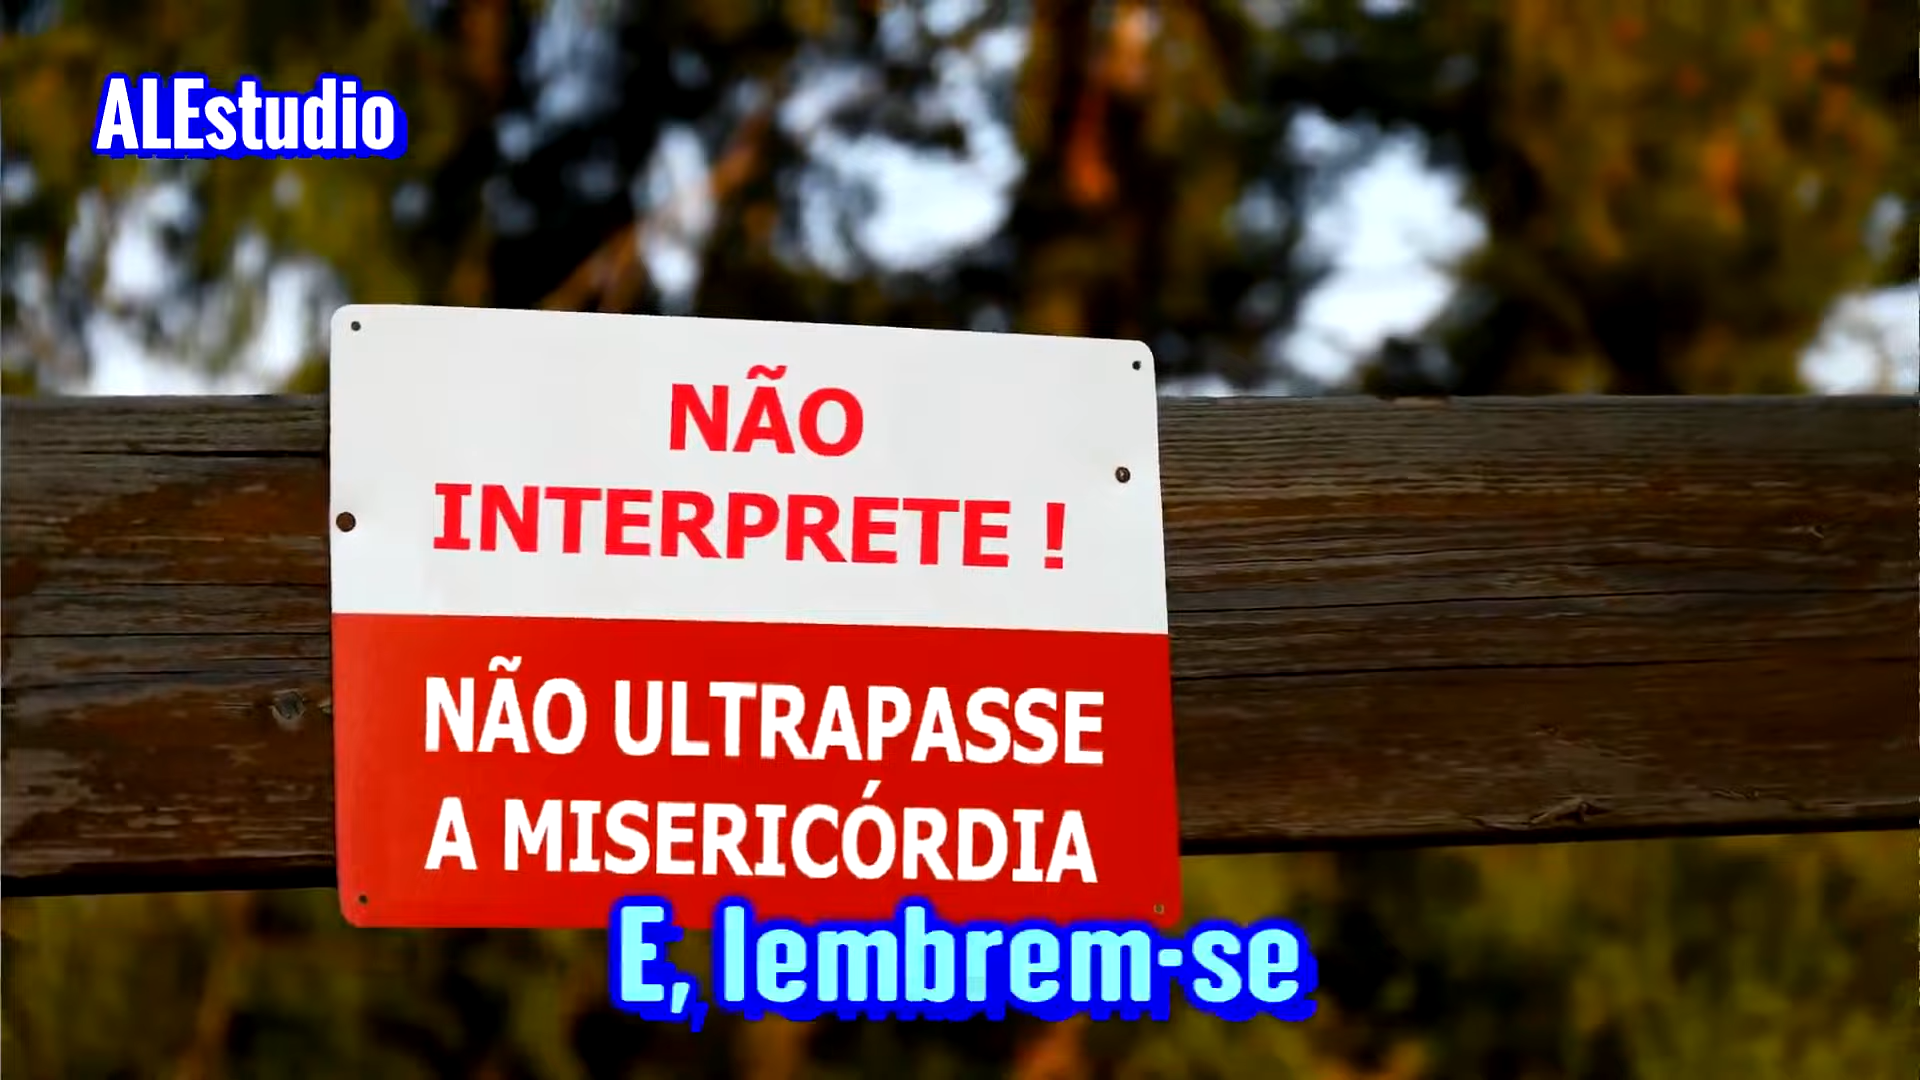 ALEstudio
NÃO
INTERPRETE !
NÃO ULTRAPASSE
A MISERICÓRDIA
E, lembrem-se